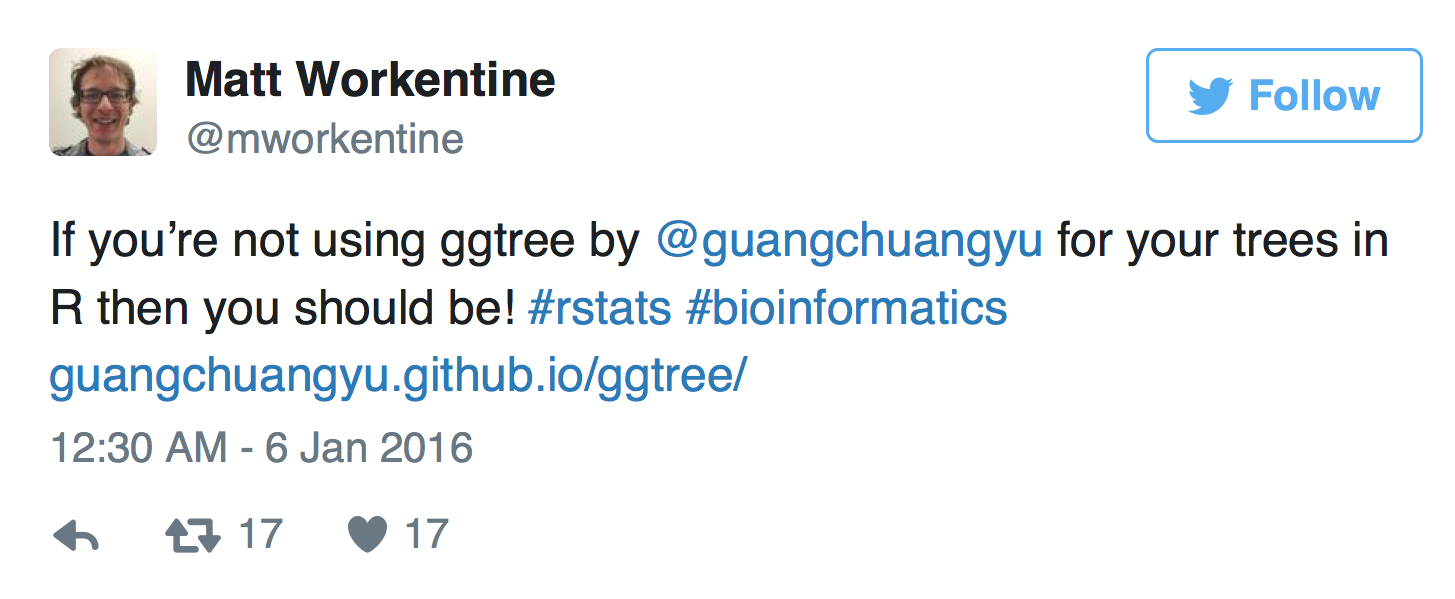 Matt Workentine
@mworkentine
Follow
If you’re not using ggtree by @guangchuangyu for your trees in
R then you should be! #rstats #bioinformatics
guangchuangyu.github.io/ggtree/
12:30 AM - 6 Jan 2016
17 17